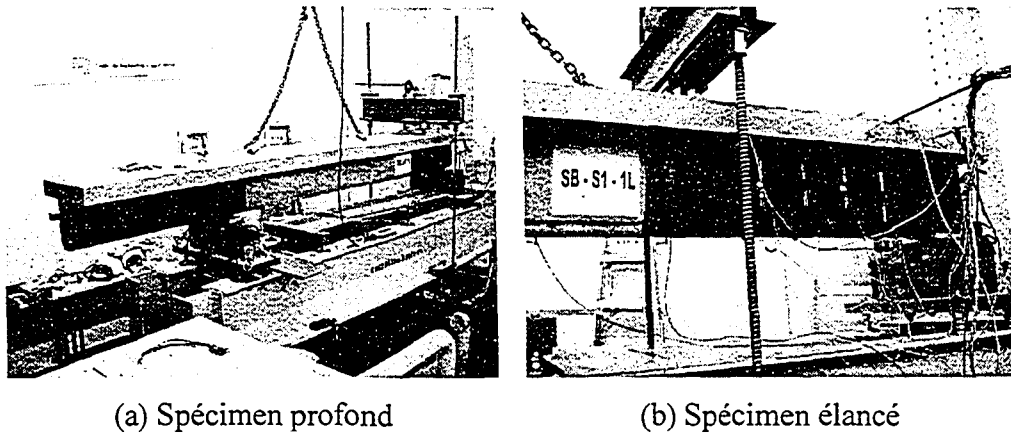 SB - S1 - 1L
(a) Spécimen profond
(b) Spécimen élancé